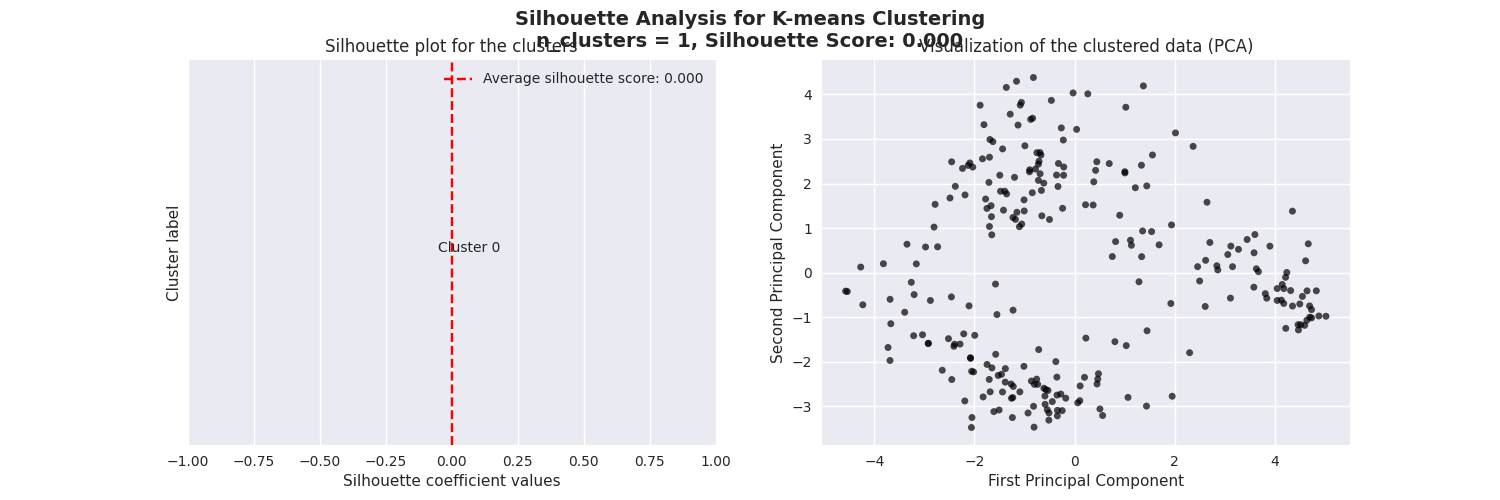 Silhouette Analysis for K-means Clustering
n_clusters = 1, Silhouette Score: 0.000
Silhouette plot for the clusters
Average silhouette score: 0.000
Cluster 0
Cluster label
−1.00 −0.75 −0.50 −0.25 0.00 0.25 0.50 0.75 1.00
Silhouette coefficient values
Visualization of the clustered data (PCA)
4
3
2
1
0
−1
−2
−3
Second Principal Component
−4 −2 0 2 4
First Principal Component